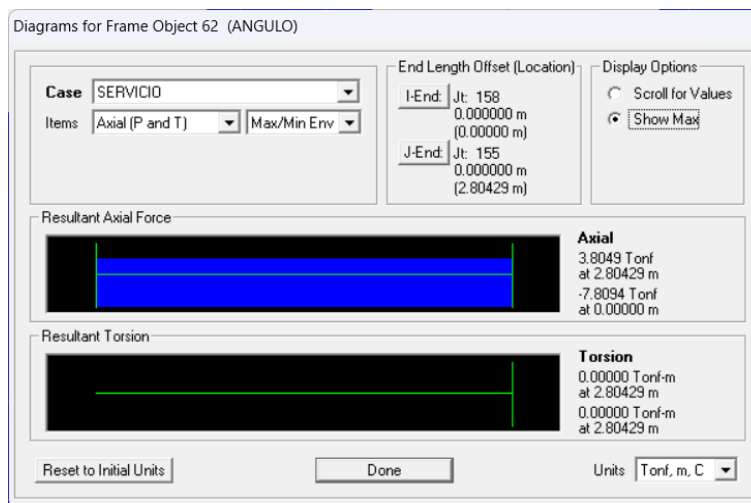 Diagrams for Frame Object 62 (ANGULO)
Case SERVICIO
Items Axial (P and T) Max/Min Env
End Length Offset (Location)
I-End: Jt: 158
0.000000 m
(0.00000 m)
J-End: Jt: 155
0.000000 m
(2.80429 m)
Display Options
Scroll for Values
Show Max
Resultant Axial Force
Axial
3.8049 Tonf
at 2.80429 m
-7.8094 Tonf
at 0.00000 m
Resultant Torsion
Torsion
0.00000 Tonf-m
at 2.80429 m
0.00000 Tonf-m
at 2.80429 m
Reset to Initial Units
Done
Units Tonf, m, C